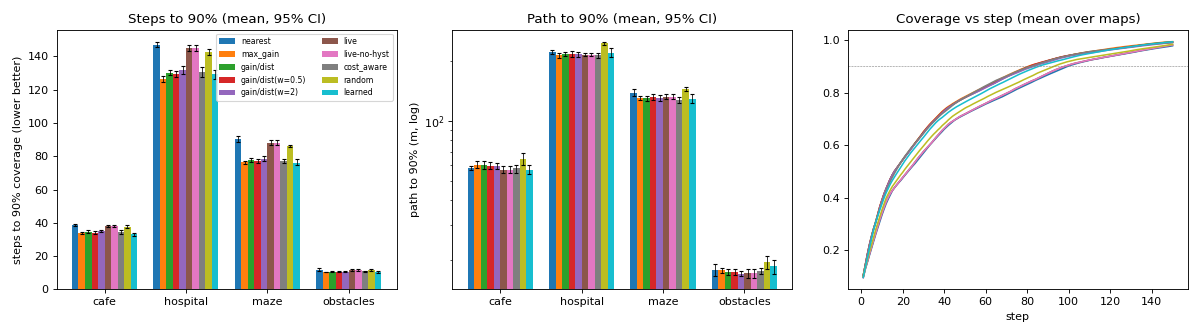 Steps to 90% (mean, 95% CI)
steps to 90% coverage (lower better)
140
120
100
80
60
40
20
0
nearest
max_gain
gain/dist
gain/dist(w=0.5)
gain/dist(w=2)
live
live-no-hyst
cost_aware
random
learned
cafe
hospital
maze
obstacles
Path to 90% (mean, 95% CI)
path to 90% (m, log)
10²
cafe
hospital
maze
obstacles
Coverage vs step (mean over maps)
1.0
0.8
0.6
0.4
0.2
0
20
40
60
80
100
120
140
step